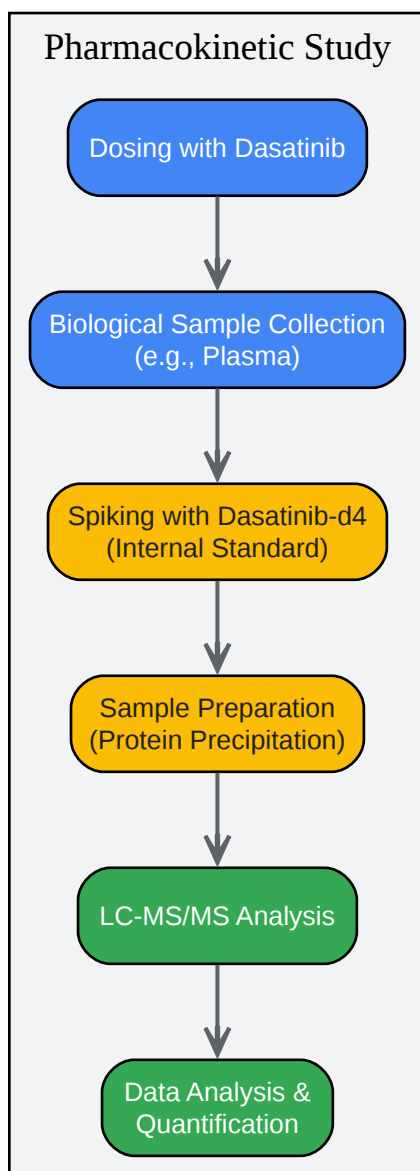 Pharmacokinetic Study
Dosing with Dasatinib
Biological Sample Collection
(e.g., Plasma)
Spiking with Dasatinib-d4
(Internal Standard)
Sample Preparation
(Protein Precipitation)
LC-MS/MS Analysis
Data Analysis &
Quantification